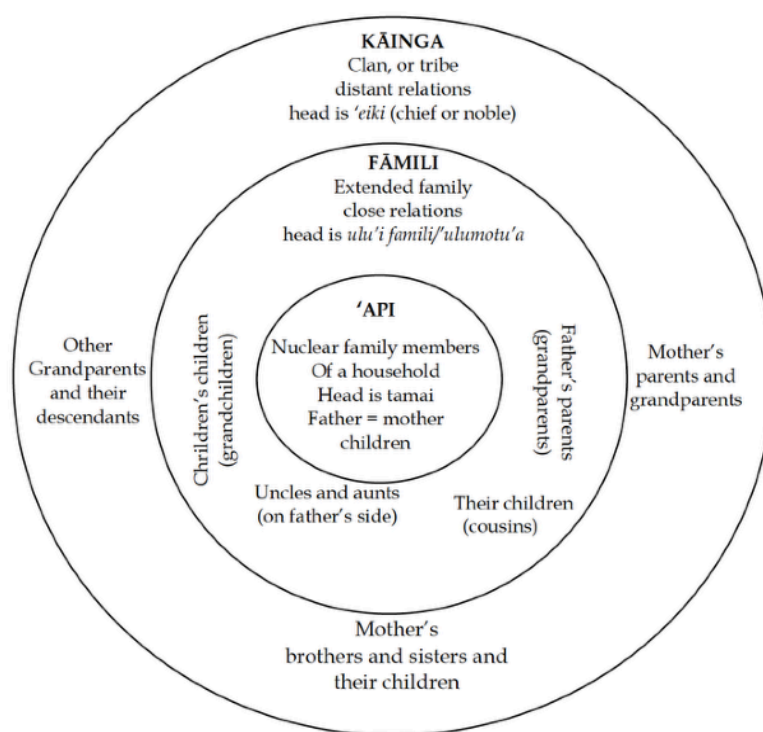 KĀINGA
Clan, or tribe
distant relations
head is ‘eiki (chief or noble)
FĀMILI
Extended family
close relations
head is ulu’i famili/’ulumotu’a
‘API
Nuclear family members
Of a household
Head is tamai
Father = mother
children
Chrildren’s children
(grandchildren)
Father’s parents
(grandparents)
Uncles and aunts
(on father’s side)
Their children
(cousins)
Other
Grandparents
and their
descendants
Mother’s
parents and
grandparents
Mother’s
brothers and sisters and
their children